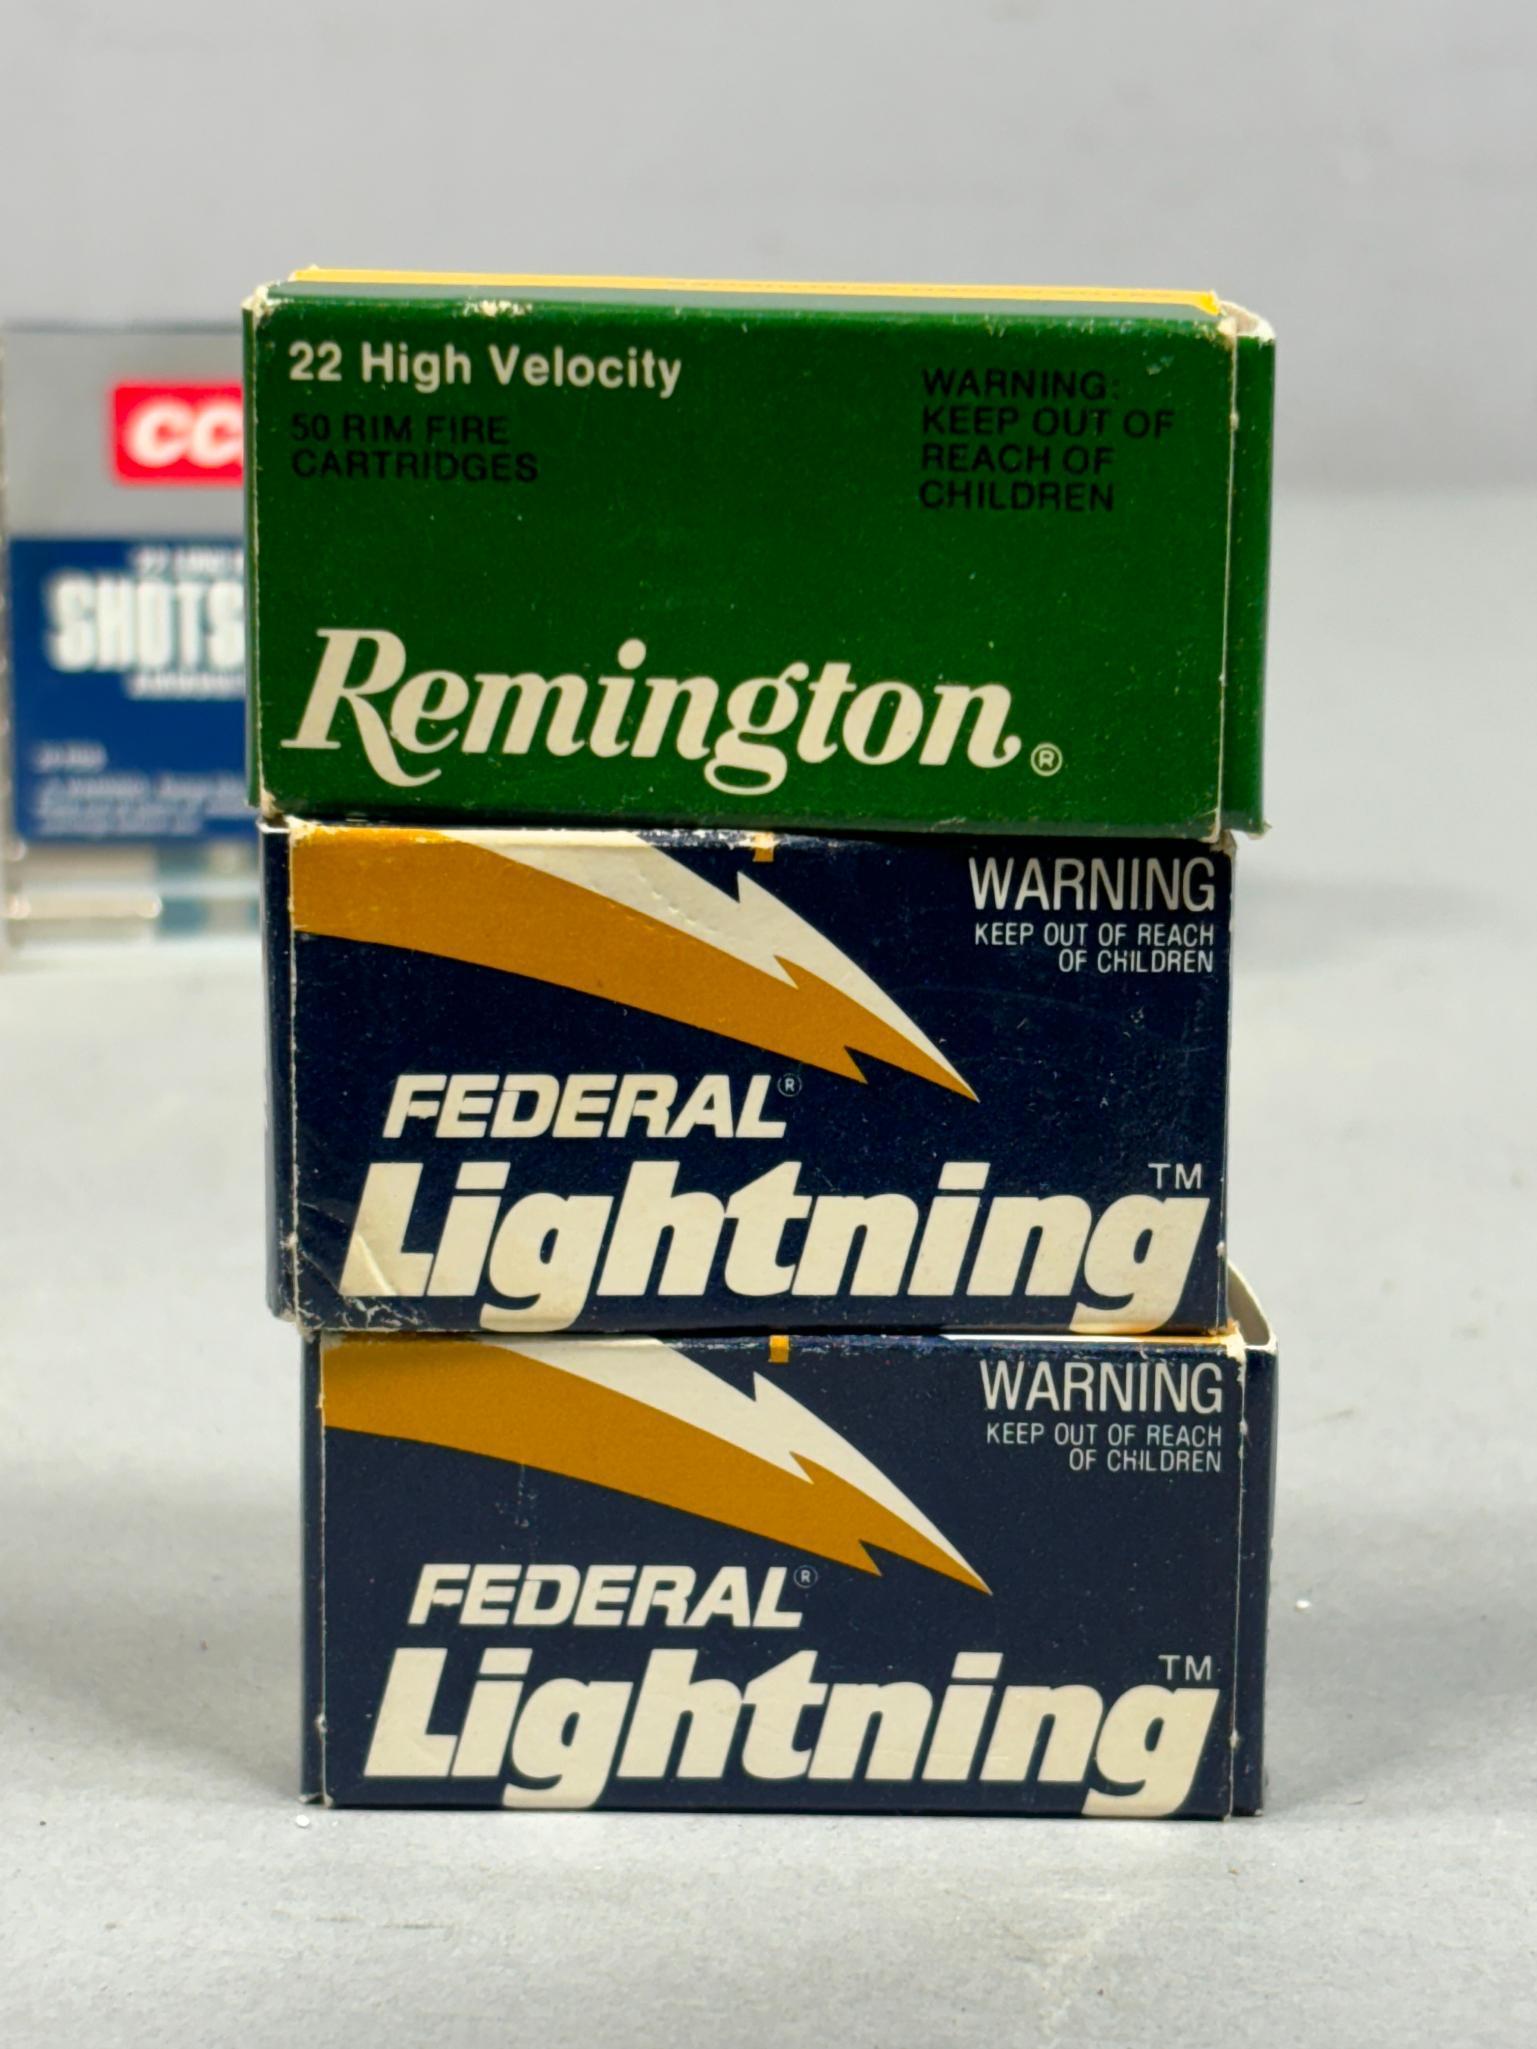 22 High Velocity
50 RIM FIRE
CARTRIDGES
WARNING:
KEEP OUT OF
REACH OF
CHILDREN
Remington®
WARNING
KEEP OUT OF REACH
OF CHILDREN
FEDERAL®
Lightning™
WARNING
KEEP OUT OF REACH
OF CHILDREN
FEDERAL®
Lightning™
CC
SHOTS